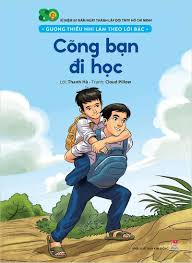 80
KỈ NIỆM 80 NĂM NGÀY THÀNH LẬP ĐỘI TNTP HỒ CHÍ MINH
GƯƠNG THIẾU NHI LÀM THEO LỜI BÁC
Cõng bạn
đi học
Lời: Thanh Hà - Tranh: Cloud Pillow